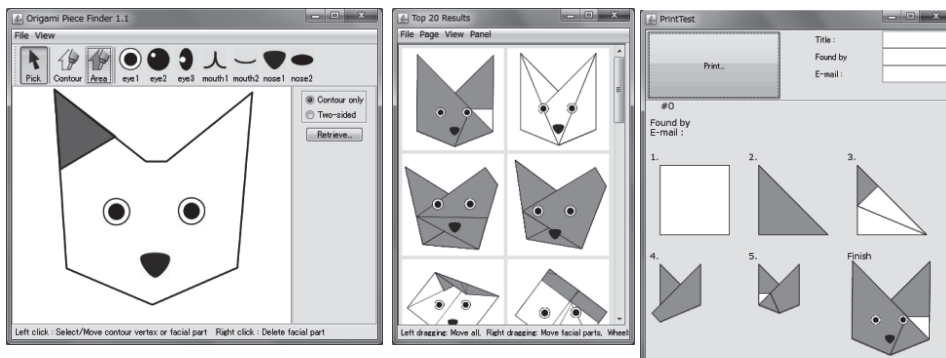 Origami Piece Finder 1.1
File View
Pick Contour Area eye1 eye2 eye3 mouth1 mouth2 nose1 nose2
Contour only
Two-sided
Retrieve..
Left click : Select/Move contour vertex or facial part Right click : Delete facial part
Top 20 Results
File Page View Panel
Left dragging: Move all, Right dragging: Move facial parts, Wheel:
PrintTest
Print...
Title :
Found by
E-mail :
#0
Found by
E-mail :
1. 2. 3.
4. 5. Finish